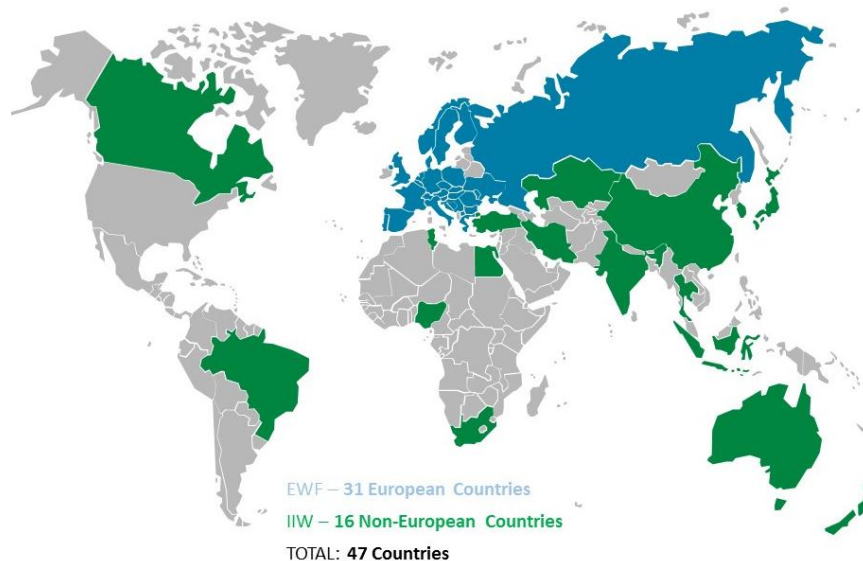 EWF – 31 European Countries
IIW – 16 Non-European Countries
TOTAL: 47 Countries